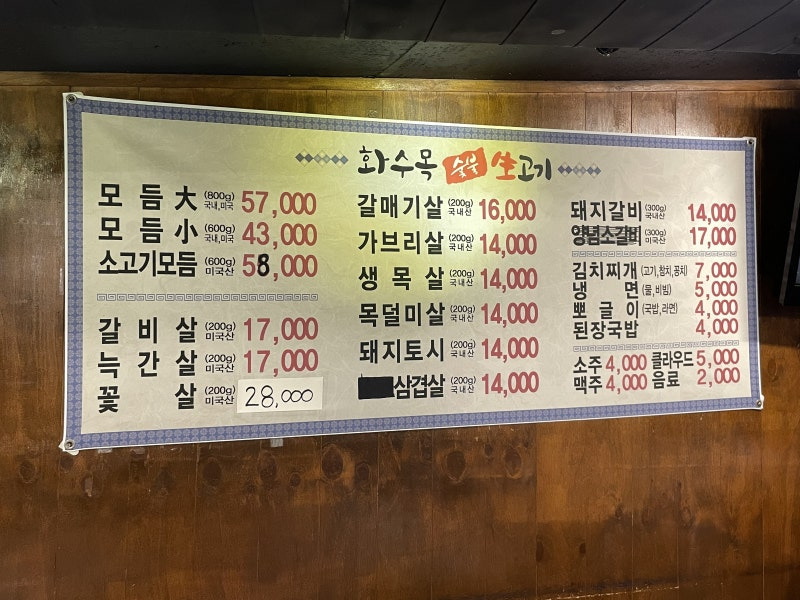 화수목 숯불 生고기
모듬大 (800g) 국내,미국 57,000
모듬小 (600g) 국내,미국 43,000
소고기모듬 (600g) 미국산 58,000
갈비살 (200g) 미국산 17,000
늑간살 (200g) 미국산 17,000
꽃살 (200g) 미국산 28,000
갈매기살 (200g) 국내산 16,000
가브리살 (200g) 국내산 14,000
생목살 (200g) 국내산 14,000
목덜미살 (200g) 국내산 14,000
돼지토시 (200g) 국내산 14,000
삼겹살 (200g) 국내산 14,000
돼지갈비 (300g) 국내산 14,000
양념소갈비 (300g) 미국산 17,000
김치찌개 (고기,참치,꽁치) 7,000
냉면 (물,비빔) 5,000
뽀글이 (국밥,라면) 4,000
된장국밥 4,000
소주 4,000 클라우드 5,000
맥주 4,000 음료 2,000